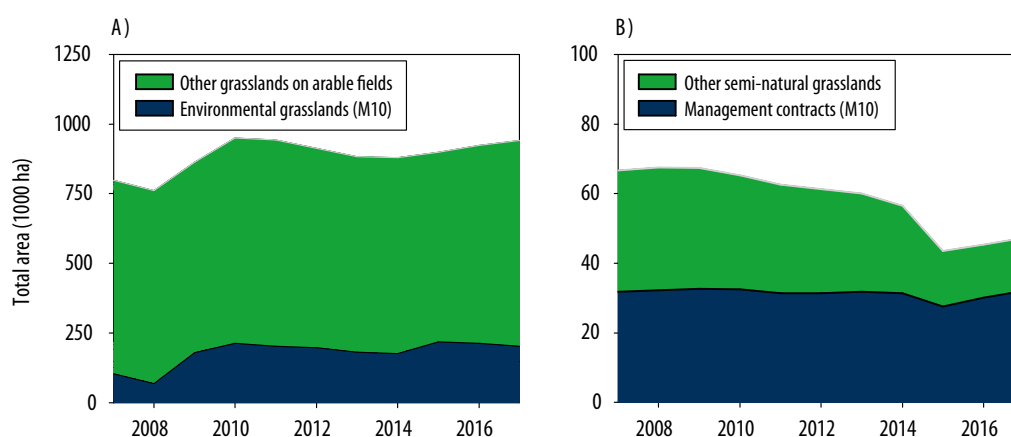 A)
1250
1000
750
500
250
0
Total area (1000 ha)
Other grasslands on arable fields
Environmental grasslands (M10)
2008 2010 2012 2014 2016
B)
100
80
60
40
20
0
Other semi-natural grasslands
Management contracts (M10)
2008 2010 2012 2014 2016